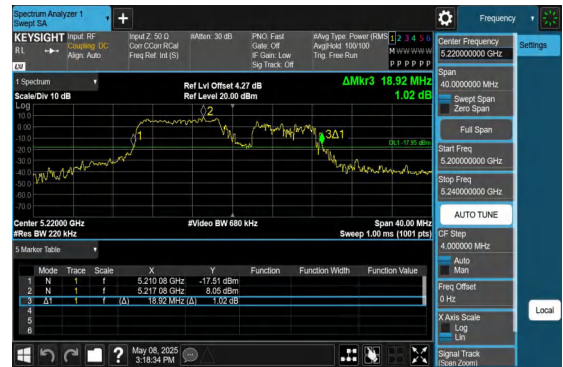 Spectrum Analyzer 1
Swept SA
Frequency
KEYSIGHT
Input: RF
Input Z: 50 Ω
#Atten: 30 dB
PNO: Fast
#Avg Type: Power (RMS
1 2 3 4 5 6
RL
Coupling: DC
Corr CCorr RCal
Gate: Off
Avg|Hold: 100/100
M W W W W W
Align: Auto
Freq Ref: Int (S)
IF Gain: Low
Trig: Free Run
Sig Track: Off
P P P P P P
LXI
1 Spectrum
Ref Lvl Offset 4.27 dB
ΔMkr3 18.92 MHz
Scale/Div 10 dB
Ref Level 20.00 dBm
1.02 dB
Log
10.0
0.00
-10.0
-20.0
-30.0
-40.0
-50.0
-60.0
-70.0
1
2
3Δ1
DL1 -17.95 dBm
Center 5.22000 GHz
#Video BW 680 kHz
Span 40.00 MHz
#Res BW 220 kHz
Sweep 1.00 ms (1001 pts)
5 Marker Table
Mode Trace Scale X Y Function Function Width Function Value
1 N 1 f 5.210 08 GHz -17.51 dBm
2 N 1 f 5.217 08 GHz 8.05 dBm
3 Δ1 1 f (Δ) 18.92 MHz (Δ) 1.02 dB
4
5
6
May 08, 2025
3:18:34 PM
Center Frequency
5.220000000 GHz
Settings
Span
40.0000000 MHz
Swept Span
Zero Span
Full Span
Start Freq
5.200000000 GHz
Stop Freq
5.240000000 GHz
AUTO TUNE
CF Step
4.000000 MHz
Auto
Man
Freq Offset
0 Hz
X Axis Scale
Log
Lin
Local
Signal Track
(Span Zoom)